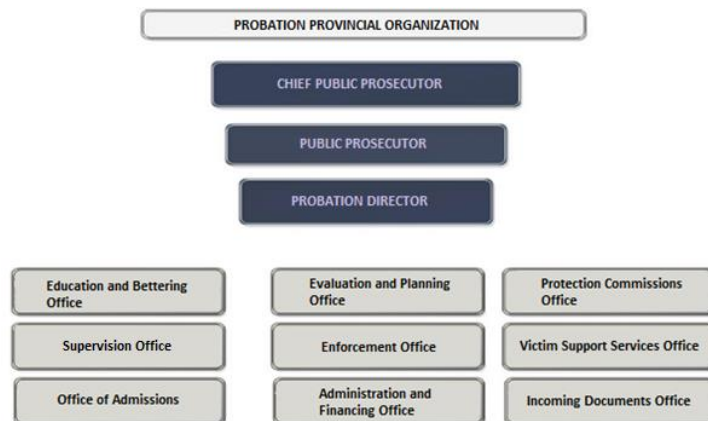 PROBATION PROVINCIAL ORGANIZATION
CHIEF PUBLIC PROSECUTOR
PUBLIC PROSECUTOR
PROBATION DIRECTOR
Education and Bettering
Office
Evaluation and Planning
Office
Protection Commissions
Office
Supervision Office
Enforcement Office
Victim Support Services Office
Office of Admissions
Administration and
Financing Office
Incoming Documents Office